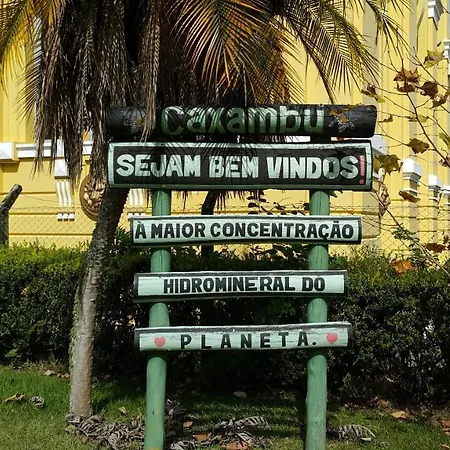 Caxambu
SEJAM BEM VINDOS!
A MAIOR CONCENTRAÇÃO
HIDROMINERAL DO
PLANETA.